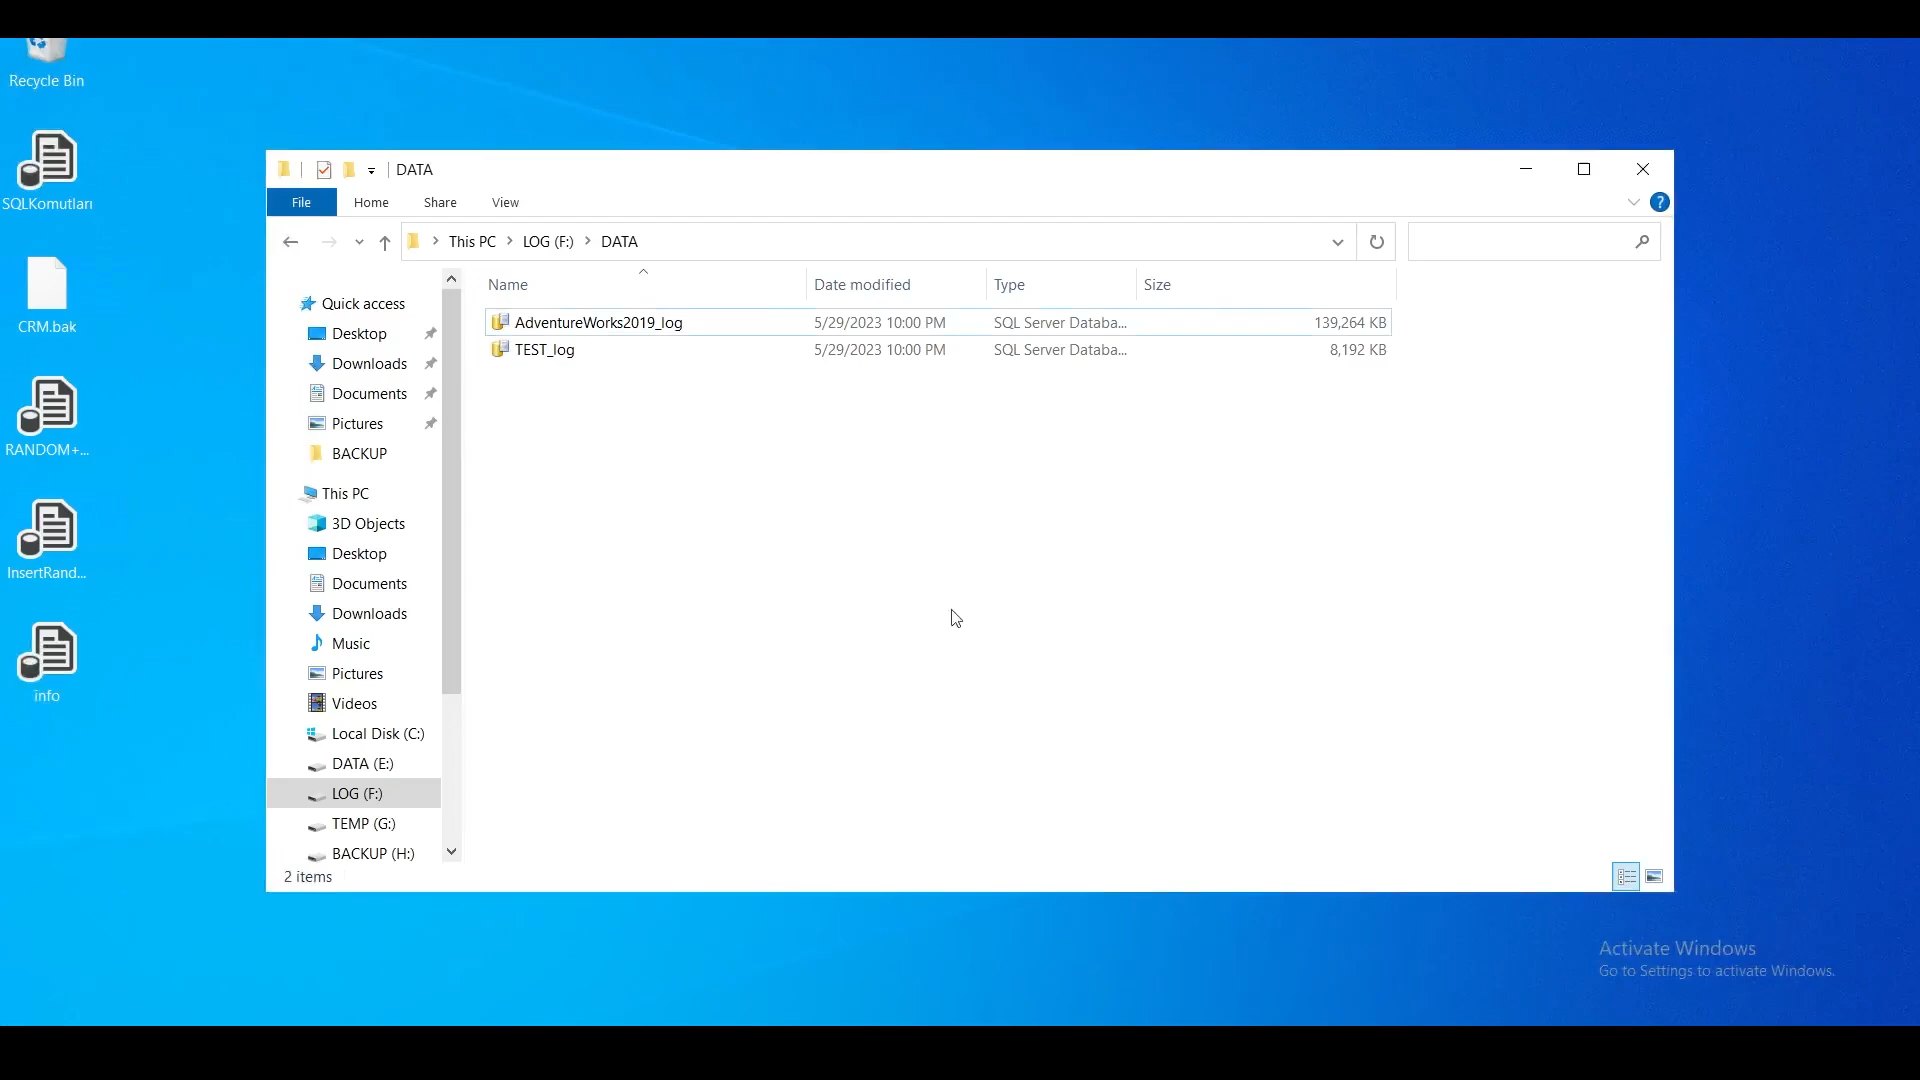 Recycle Bin
SQLKomutları
CRM.bak
RANDOM+...
InsertRand...
info
DATA
File Home Share View
?
This PC > LOG (F:) > DATA
Name Date modified Type Size
AdventureWorks2019_log 5/29/2023 10:00 PM SQL Server Databa... 139,264 KB
TEST_log 5/29/2023 10:00 PM SQL Server Databa... 8,192 KB
Quick access
Desktop
Downloads
Documents
Pictures
BACKUP
This PC
3D Objects
Desktop
Documents
Downloads
Music
Pictures
Videos
Local Disk (C:)
DATA (E:)
LOG (F:)
TEMP (G:)
BACKUP (H:)
2 items
Activate Windows
Go to Settings to activate Windows.